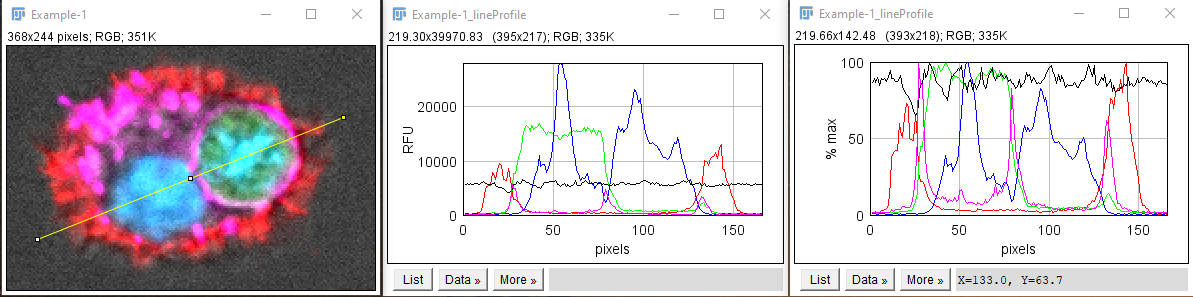 Example-1
368x244 pixels; RGB; 351K
Example-1_lineProfile
219.30x39970.83 (395x217); RGB; 335K
20000
10000
0
RFU
0 50 100 150
pixels
List Data » More »
Example-1_lineProfile
219.66x142.48 (393x218); RGB; 335K
100
50
0
% max
0 50 100 150
pixels
List Data » More » X=133.0, Y=63.7